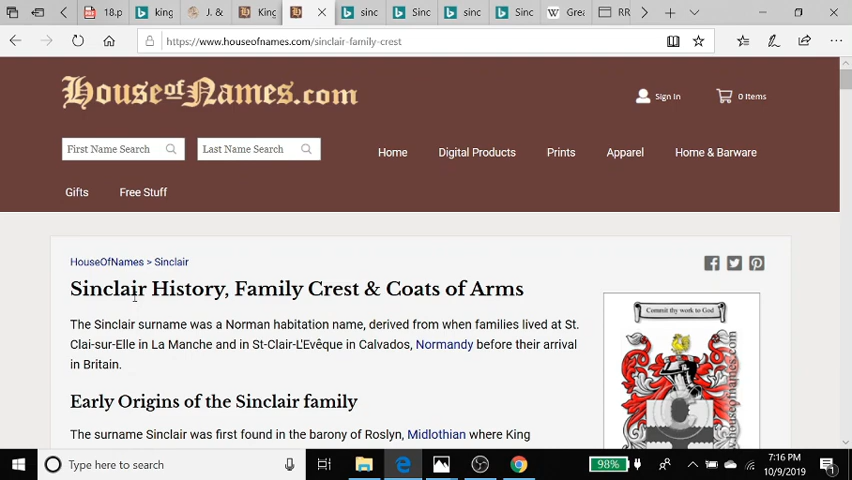 18.p
king
J. &
King
sinc
Sinc
sinc
Sinc
Grea
RR
https://www.houseofnames.com/sinclair-family-crest
HouseofNames.com
Sign In
0 Items
First Name Search
Last Name Search
Home
Digital Products
Prints
Apparel
Home & Barware
Gifts
Free Stuff
HouseOfNames > Sinclair
Sinclair History, Family Crest & Coats of Arms
Commit thy work to God
The Sinclair surname was a Norman habitation name, derived from when families lived at St.
Clai-sur-Elle in La Manche and in St-Clair-L'Evêque in Calvados, Normandy before their arrival
in Britain.
Early Origins of the Sinclair family
The surname Sinclair was first found in the barony of Roslyn, Midlothian where King
houseofnames.com
Type here to search
98%
7:16 PM
10/9/2019
1